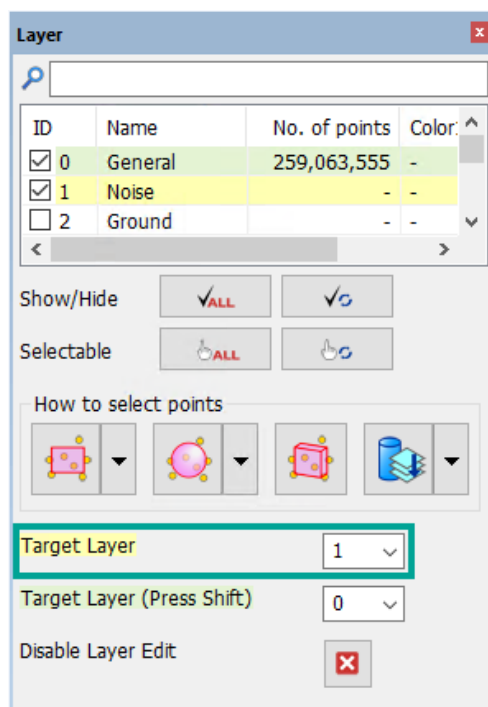 Layer
ID Name No. of points Color
0 General 259,063,555 -
1 Noise - -
2 Ground - -
Show/Hide ALL
Selectable ALL
How to select points
Target Layer 1
Target Layer (Press Shift) 0
Disable Layer Edit